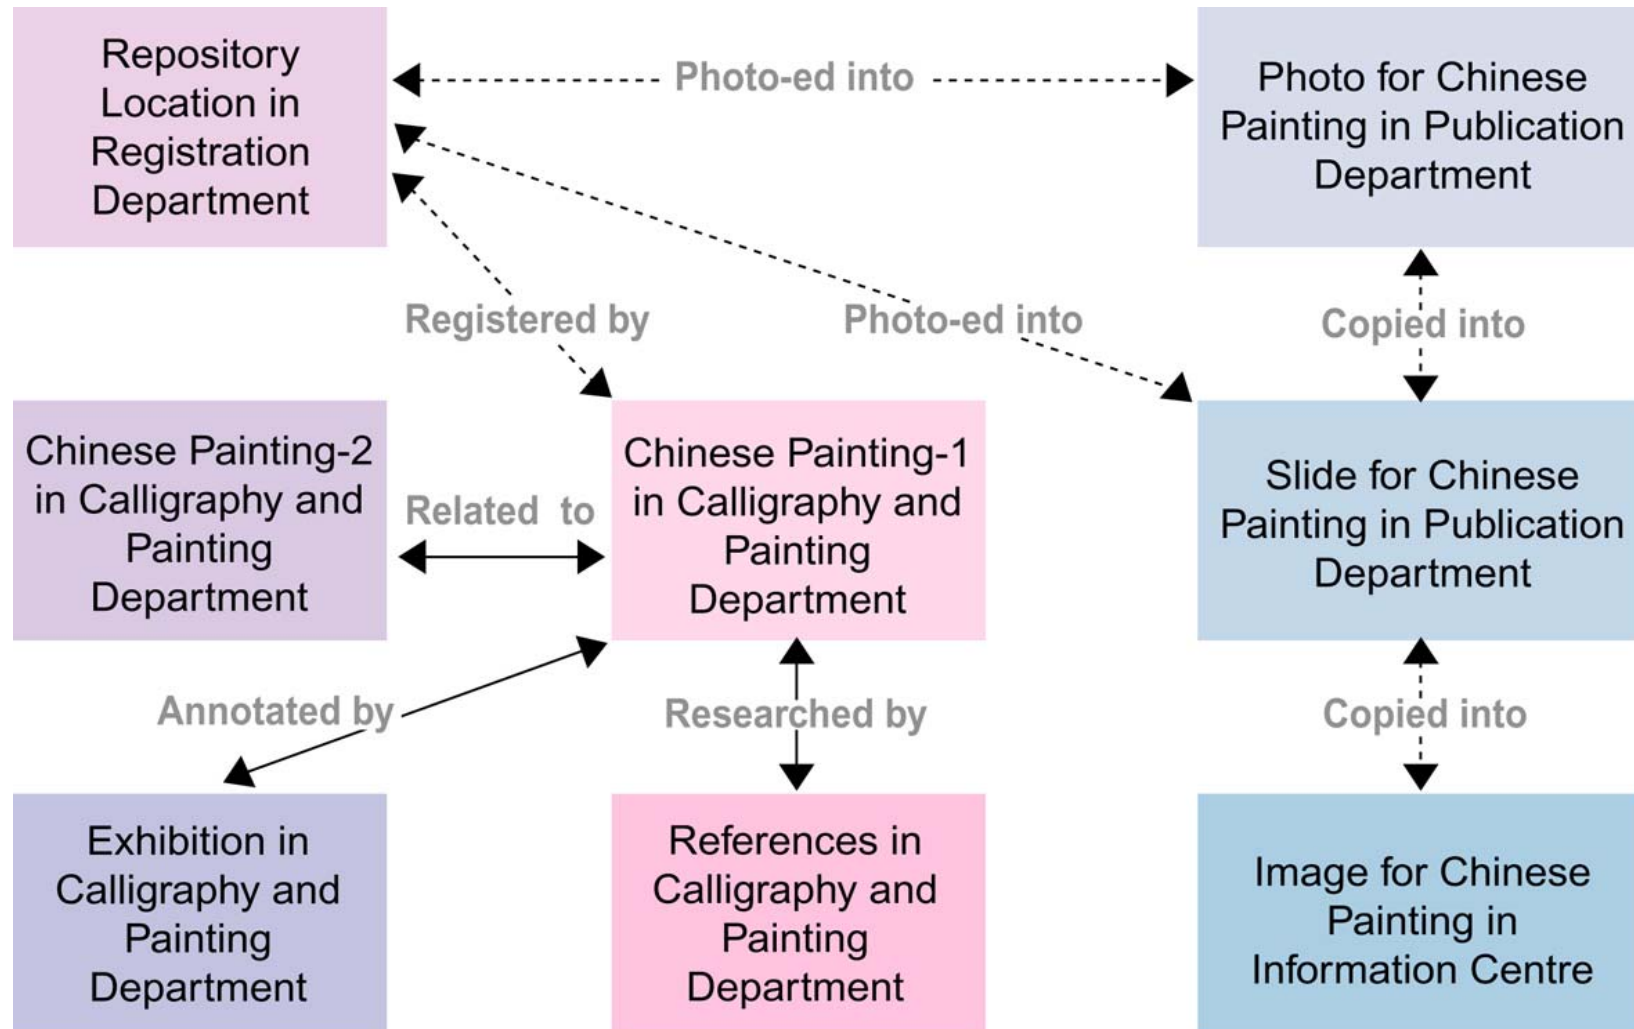 Repository
Location in
Registration
Department
Photo-ed into
Photo for Chinese
Painting in Publication
Department
Registered by
Photo-ed into
Copied into
Chinese Painting-2
in Calligraphy and
Painting
Department
Related to
Chinese Painting-1
in Calligraphy and
Painting
Department
Slide for Chinese
Painting in Publication
Department
Annotated by
Researched by
Copied into
Exhibition in
Calligraphy and
Painting
Department
References in
Calligraphy and
Painting
Department
Image for Chinese
Painting in
Information Centre